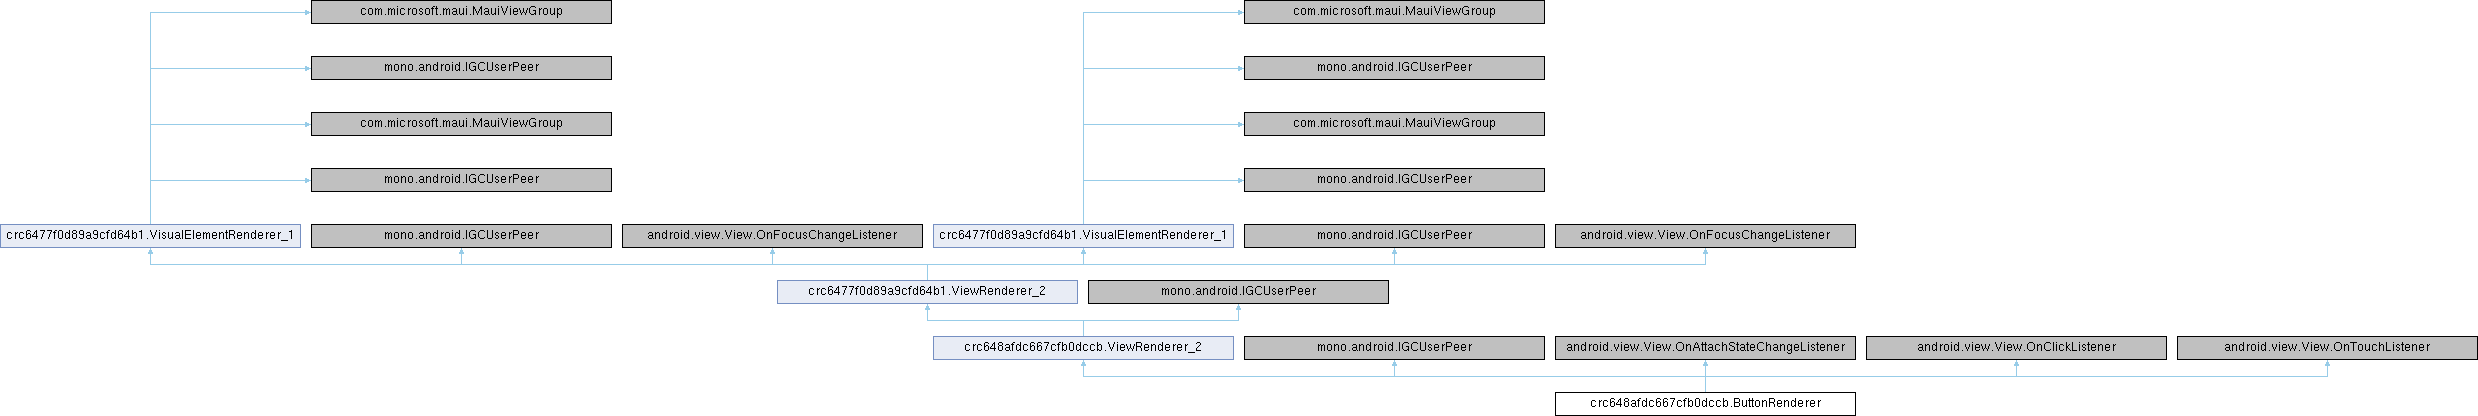 com.microsoft.maui.MauiViewGroup
com.microsoft.maui.MauiViewGroup
mono.android.IGCUserPeer
mono.android.IGCUserPeer
com.microsoft.maui.MauiViewGroup
com.microsoft.maui.MauiViewGroup
mono.android.IGCUserPeer
mono.android.IGCUserPeer
crc6477f0d89a9cfd64b1.VisualElementRenderer_1
mono.android.IGCUserPeer
android.view.View.OnFocusChangeListener
crc6477f0d89a9cfd64b1.VisualElementRenderer_1
mono.android.IGCUserPeer
android.view.View.OnFocusChangeListener
crc6477f0d89a9cfd64b1.ViewRenderer_2
mono.android.IGCUserPeer
crc648afdc667cfb0dccb.ViewRenderer_2
mono.android.IGCUserPeer
android.view.View.OnAttachStateChangeListener
android.view.View.OnClickListener
android.view.View.OnTouchListener
crc648afdc667cfb0dccb.ButtonRenderer